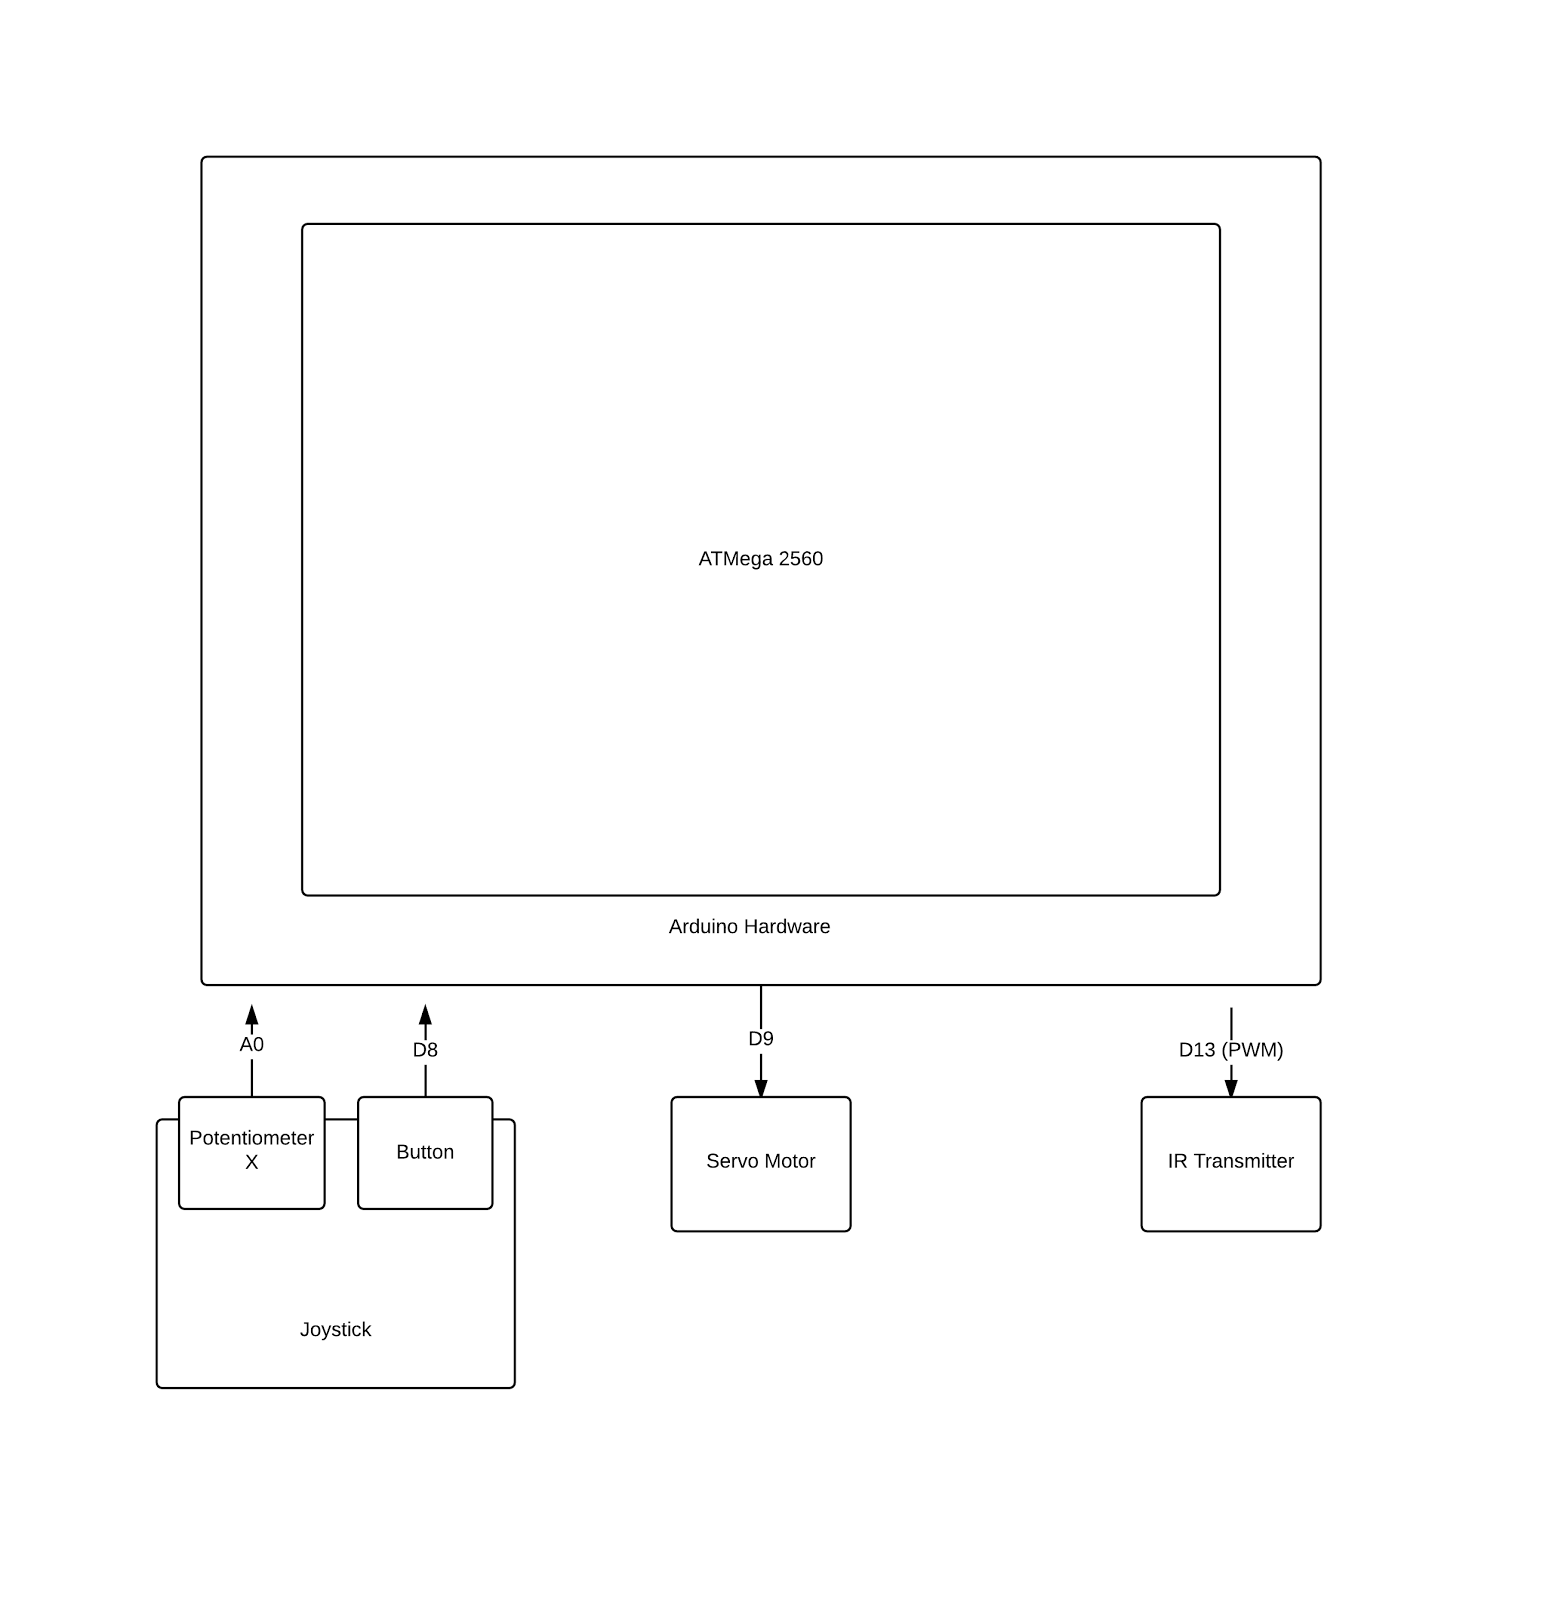 ATMega 2560
Arduino Hardware
A0
D8
D9
D13 (PWM)
Potentiometer
X
Button
Servo Motor
IR Transmitter
Joystick